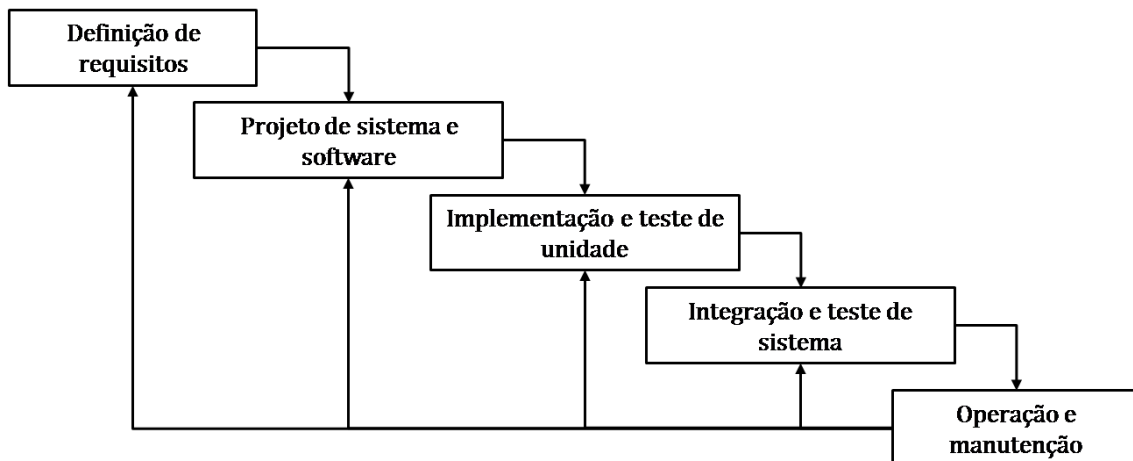 Definição de
requisitos
Projeto de sistema e
software
Implementação e teste de
unidade
Integração e teste de
sistema
Operação e
manutenção